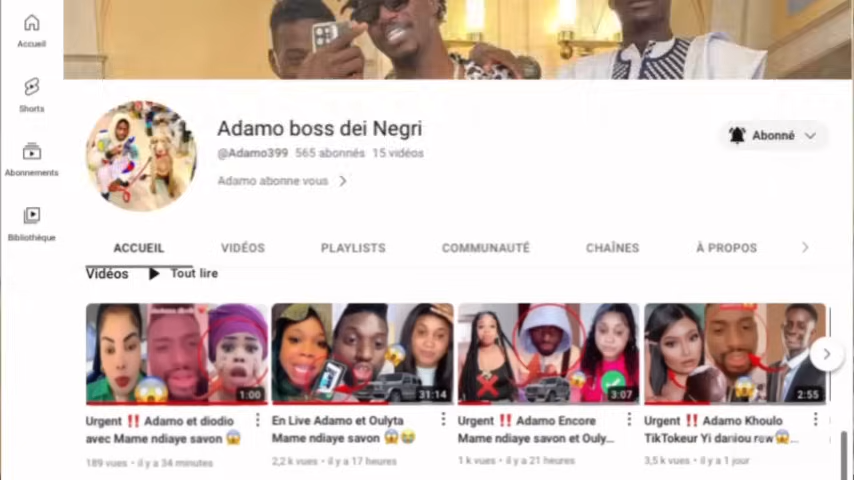 Accueil
Shorts
Abonnements
Bibliothèque
Adamo boss dei Negri
@Adamo399 565 abonnés 15 vidéos
Adamo abonne vous
Abonné
ACCUEIL VIDÉOS PLAYLISTS COMMUNAUTÉ CHAÎNES À PROPOS
Vidéos Tout lire
1:00
31:14
3:07
2:55
Urgent ‼️ Adamo et diodio
avec Mame ndiaye savon 😱
189 vues • il y a 34 minutes
En Live Adamo et Oulyta
Mame ndiaye savon 😱😭
2,2 k vues • il y a 17 heures
Urgent ‼️ Adamo Encore
Mame ndiaye savon et Ouly...
1 k vues • il y a 21 heures
Urgent ‼️ Adamo Khoulo
TikTokeur Yi daniou rew😱...
3,5 k vues • il y a 1 jour